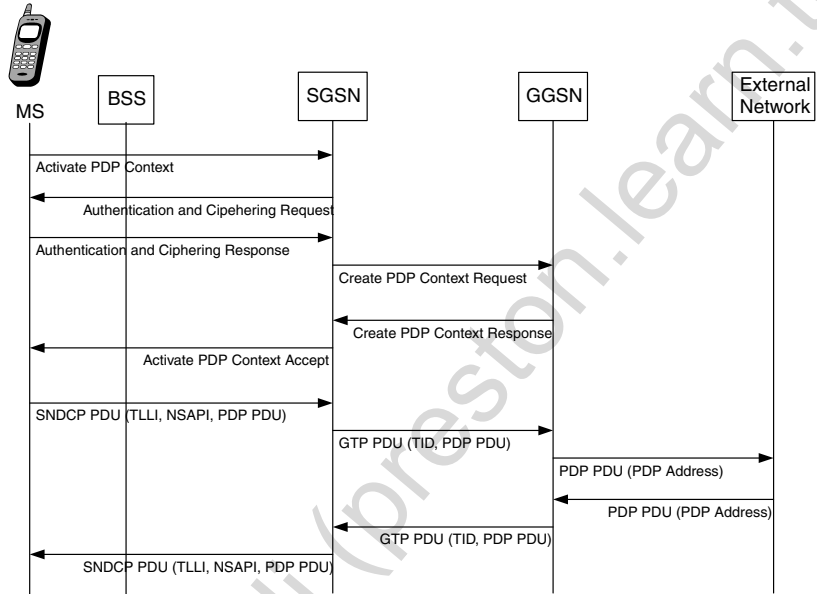 MS
BSS
SGSN
GGSN
External
Network
Activate PDP Context
Authentication and Cipehering Request
Authentication and Ciphering Response
Create PDP Context Request
Create PDP Context Response
Activate PDP Context Accept
SNDCP PDU (TLLI, NSAPI, PDP PDU)
GTP PDU (TID, PDP PDU)
PDP PDU (PDP Address)
PDP PDU (PDP Address)
GTP PDU (TID, PDP PDU)
SNDCP PDU (TLLI, NSAPI, PDP PDU)
(preston.learn.